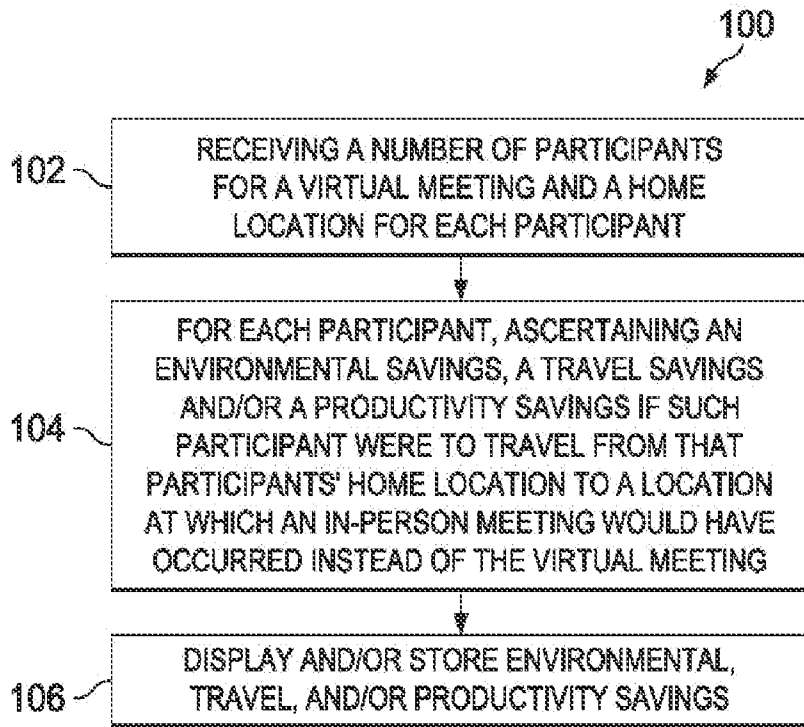 100
102
RECEIVING A NUMBER OF PARTICIPANTS
FOR A VIRTUAL MEETING AND A HOME
LOCATION FOR EACH PARTICIPANT
104
FOR EACH PARTICIPANT, ASCERTAINING AN
ENVIRONMENTAL SAVINGS, A TRAVEL SAVINGS
AND/OR A PRODUCTIVITY SAVINGS IF SUCH
PARTICIPANT WERE TO TRAVEL FROM THAT
PARTICIPANTS' HOME LOCATION TO A LOCATION
AT WHICH AN IN-PERSON MEETING WOULD HAVE
OCCURRED INSTEAD OF THE VIRTUAL MEETING
106
DISPLAY AND/OR STORE ENVIRONMENTAL,
TRAVEL, AND/OR PRODUCTIVITY SAVINGS